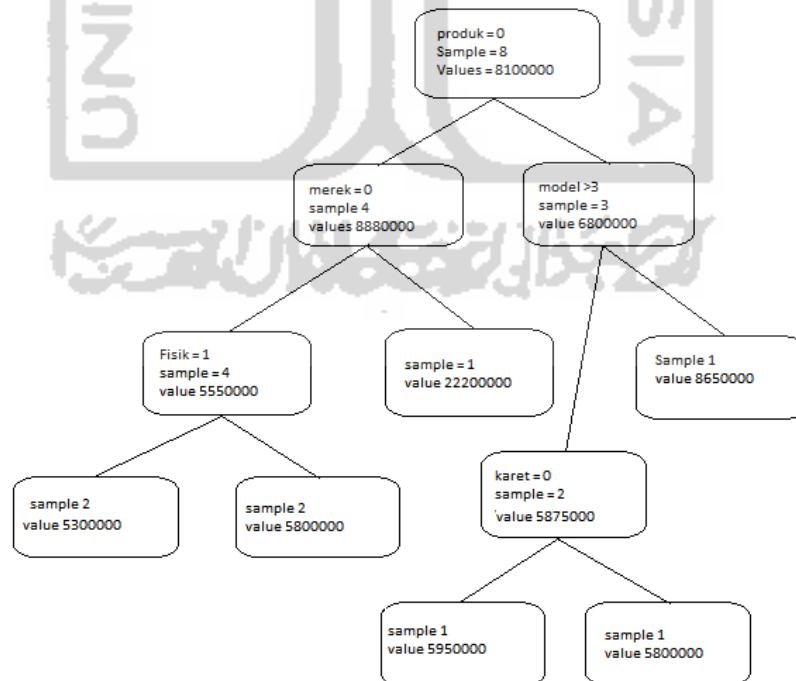 produk = 0
Sample = 8
Values = 8100000
merek = 0
sample 4
values 8880000
model >3
sample = 3
value 6800000
Fisik = 1
sample = 4
value 5550000
sample = 1
value 22200000
Sample 1
value 8650000
karet = 0
sample = 2
value 5875000
sample 2
value 5300000
sample 2
value 5800000
sample 1
value 5950000
sample 1
value 5800000
UN
SIA